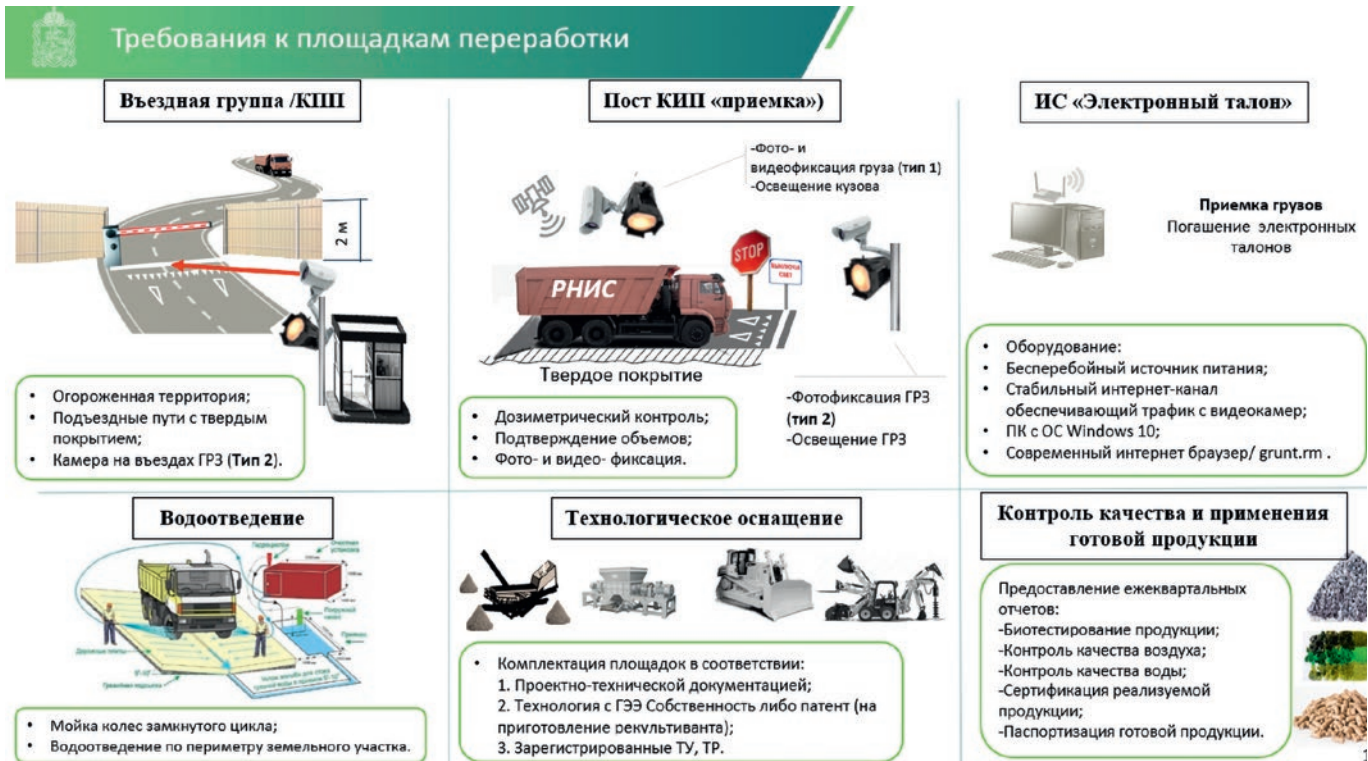 Требования к площадкам переработки
Въездная группа /КПП
2 м
• Огороженная территория;
• Подъездные пути с твердым
покрытием;
• Камера на въездах ГРЗ (Тип 2).
Пост КИП «приемка»)
-Фото- и
видеофиксация груза (тип 1)
-Освещение кузова
STOP
РНИС
Твердое покрытие
• Дозиметрический контроль;
• Подтверждение объемов;
• Фото- и видео- фиксация.
-Фотофиксация ГРЗ
(тип 2)
-Освещение ГРЗ
ИС «Электронный талон»
Приемка грузов
Погашение электронных
талонов
• Оборудование:
• Бесперебойный источник питания;
• Стабильный интернет-канал
обеспечивающий трафик с видеокамер;
• ПК с ОС Windows 10;
• Современный интернет браузер/ grunt.rm .
Водоотведение
• Мойка колес замкнутого цикла;
• Водоотведение по периметру земельного участка.
Технологическое оснащение
• Комплектация площадок в соответствии:
1. Проектно-технической документацией;
2. Технология с ГЭЭ Собственность либо патент (на
приготовление рекультиванта);
3. Зарегистрированные ТУ, ТР.
Контроль качества и применения
готовой продукции
Предоставление ежеквартальных
отчетов:
-Биотестирование продукции;
-Контроль качества воздуха;
-Контроль качества воды;
-Сертификация реализуемой
продукции;
-Паспортизация готовой продукции.
1